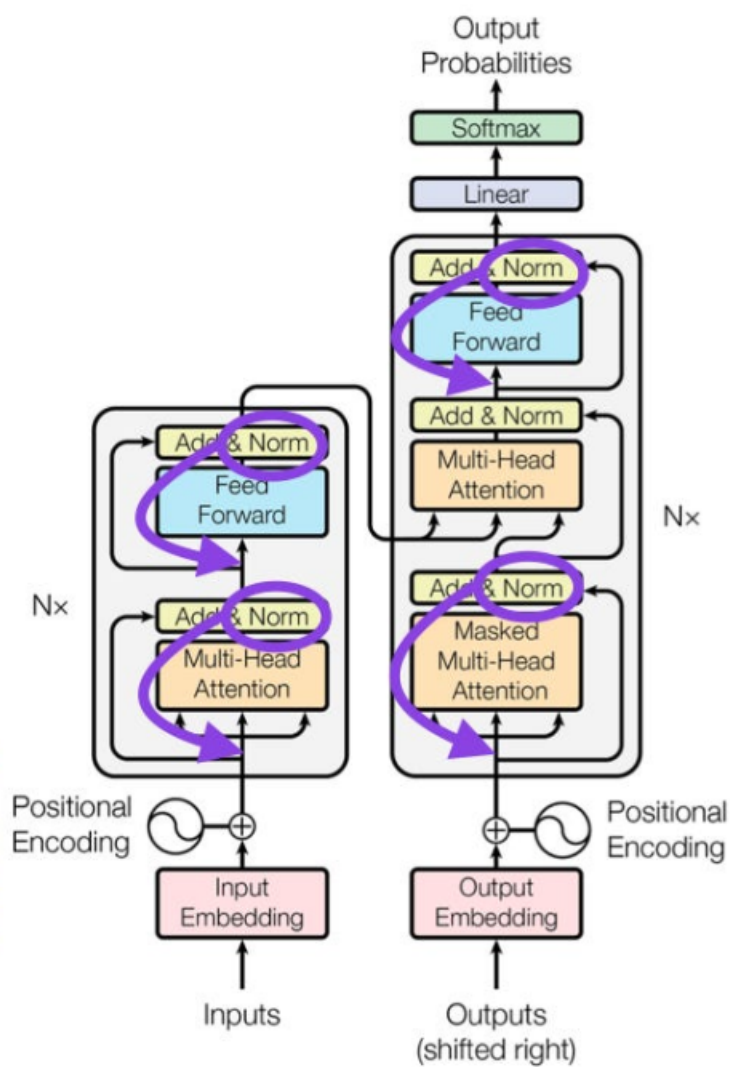 Output
Probabilities
Softmax
Linear
Add & Norm
Feed
Forward
Add & Norm
Multi-Head
Attention
Nx
Add & Norm
Masked
Multi-Head
Attention
Add & Norm
Feed
Forward
Nx
Add & Norm
Multi-Head
Attention
Positional
Encoding
Positional
Encoding
Input
Embedding
Output
Embedding
Inputs
Outputs
(shifted right)